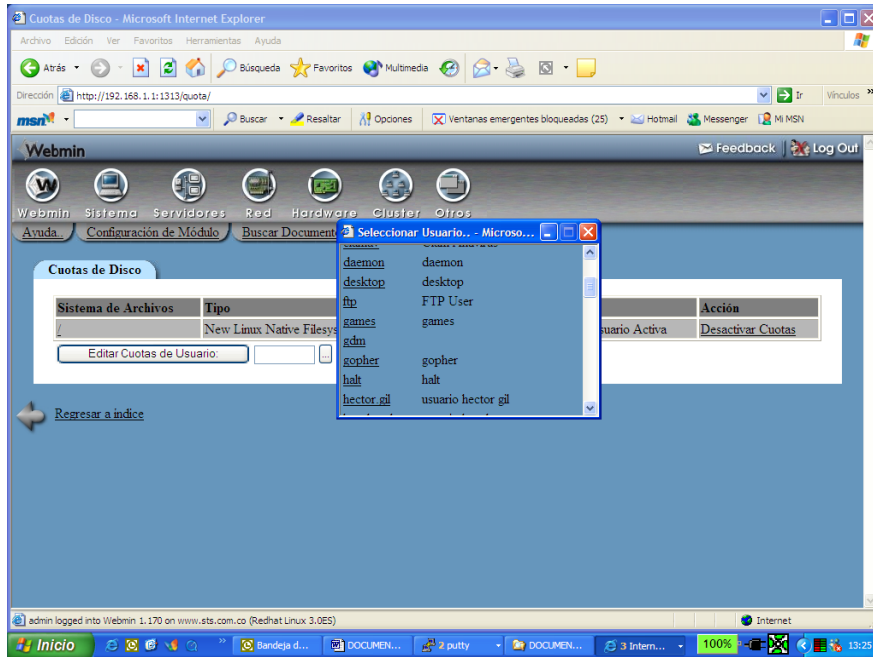 Cuotas de Disco - Microsoft Internet Explorer
Archivo Edición Ver Favoritos Herramientas Ayuda
Atrás Búsqueda Favoritos Multimedia
Dirección http://192.168.1.1:1313/quota/ Ir Vínculos »
msn Buscar Resaltar Opciones Ventanas emergentes bloqueadas (25) Hotmail Messenger Mi MSN
Webmin Feedback Log Out
Webmin Sistema Servidores Red Hardware Cluster Otros
Ayuda.. Configuración de Módulo Buscar Document
Seleccionar Usuario.. - Microso...
daemon daemon
desktop desktop
ftp FTP User
games games
gdm
gopher gopher
halt halt
hector.gil usuario hector gil
Cuotas de Disco
Sistema de Archivos Tipo Acción
/ New Linux Native Filesys suario Activa Desactivar Cuotas
Editar Cuotas de Usuario: ...
Regresar a índice
admin logged into Webmin 1.170 on www.sts.com.co (Redhat Linux 3.0ES) Internet
Inicio » Bandeja d... DOCUMEN... 2 putty DOCUMEN... 3 Intern... 100% 13:25